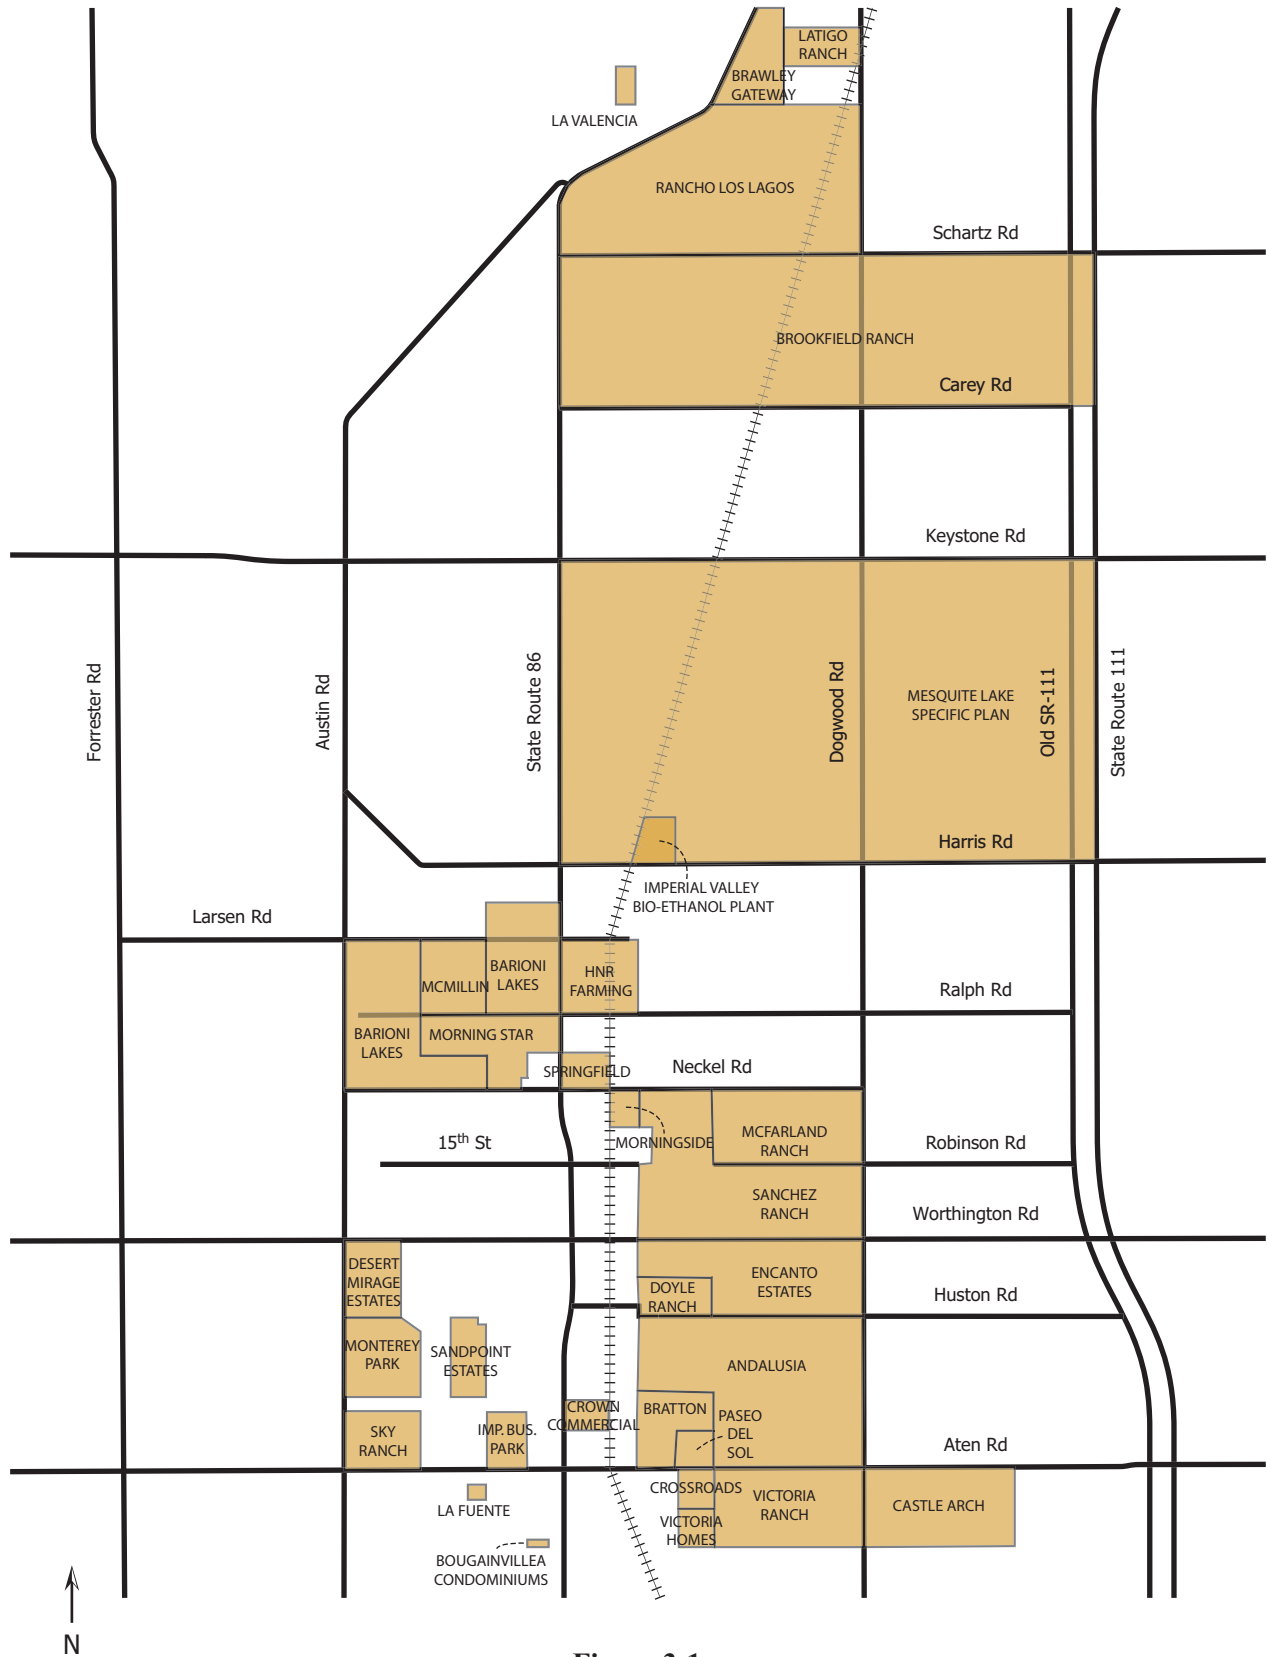 LATIGO
RANCH
BRAWLEY
GATEWAY
LA VALENCIA
RANCHO LOS LAGOS
Schartz Rd
BROOKFIELD RANCH
Carey Rd
Keystone Rd
Forrester Rd
Austin Rd
State Route 86
Dogwood Rd
Old SR-111
State Route 111
MESQUITE LAKE
SPECIFIC PLAN
Harris Rd
IMPERIAL VALLEY
BIO-ETHANOL PLANT
Larsen Rd
MCMILLIN
BARIONI
LAKES
HNR
FARMING
Ralph Rd
BARIONI
LAKES
MORNING STAR
SPRINGFIELD
Neckel Rd
15th St
MORNINGSIDE
MCFARLAND
RANCH
Robinson Rd
SANCHEZ
RANCH
Worthington Rd
DESERT
MIRAGE
ESTATES
DOYLE
RANCH
ENCANTO
ESTATES
Huston Rd
MONTEREY
PARK
SANDPOINT
ESTATES
ANDALUSIA
CROWN
COMMERCIAL
BRATTON
PASEO
DEL
SOL
SKY
RANCH
IMP. BUS.
PARK
Aten Rd
CROSSROADS
VICTORIA
RANCH
CASTLE ARCH
LA FUENTE
VICTORIA
HOMES
BOUGAINVILLEA
CONDOMINIUMS
N